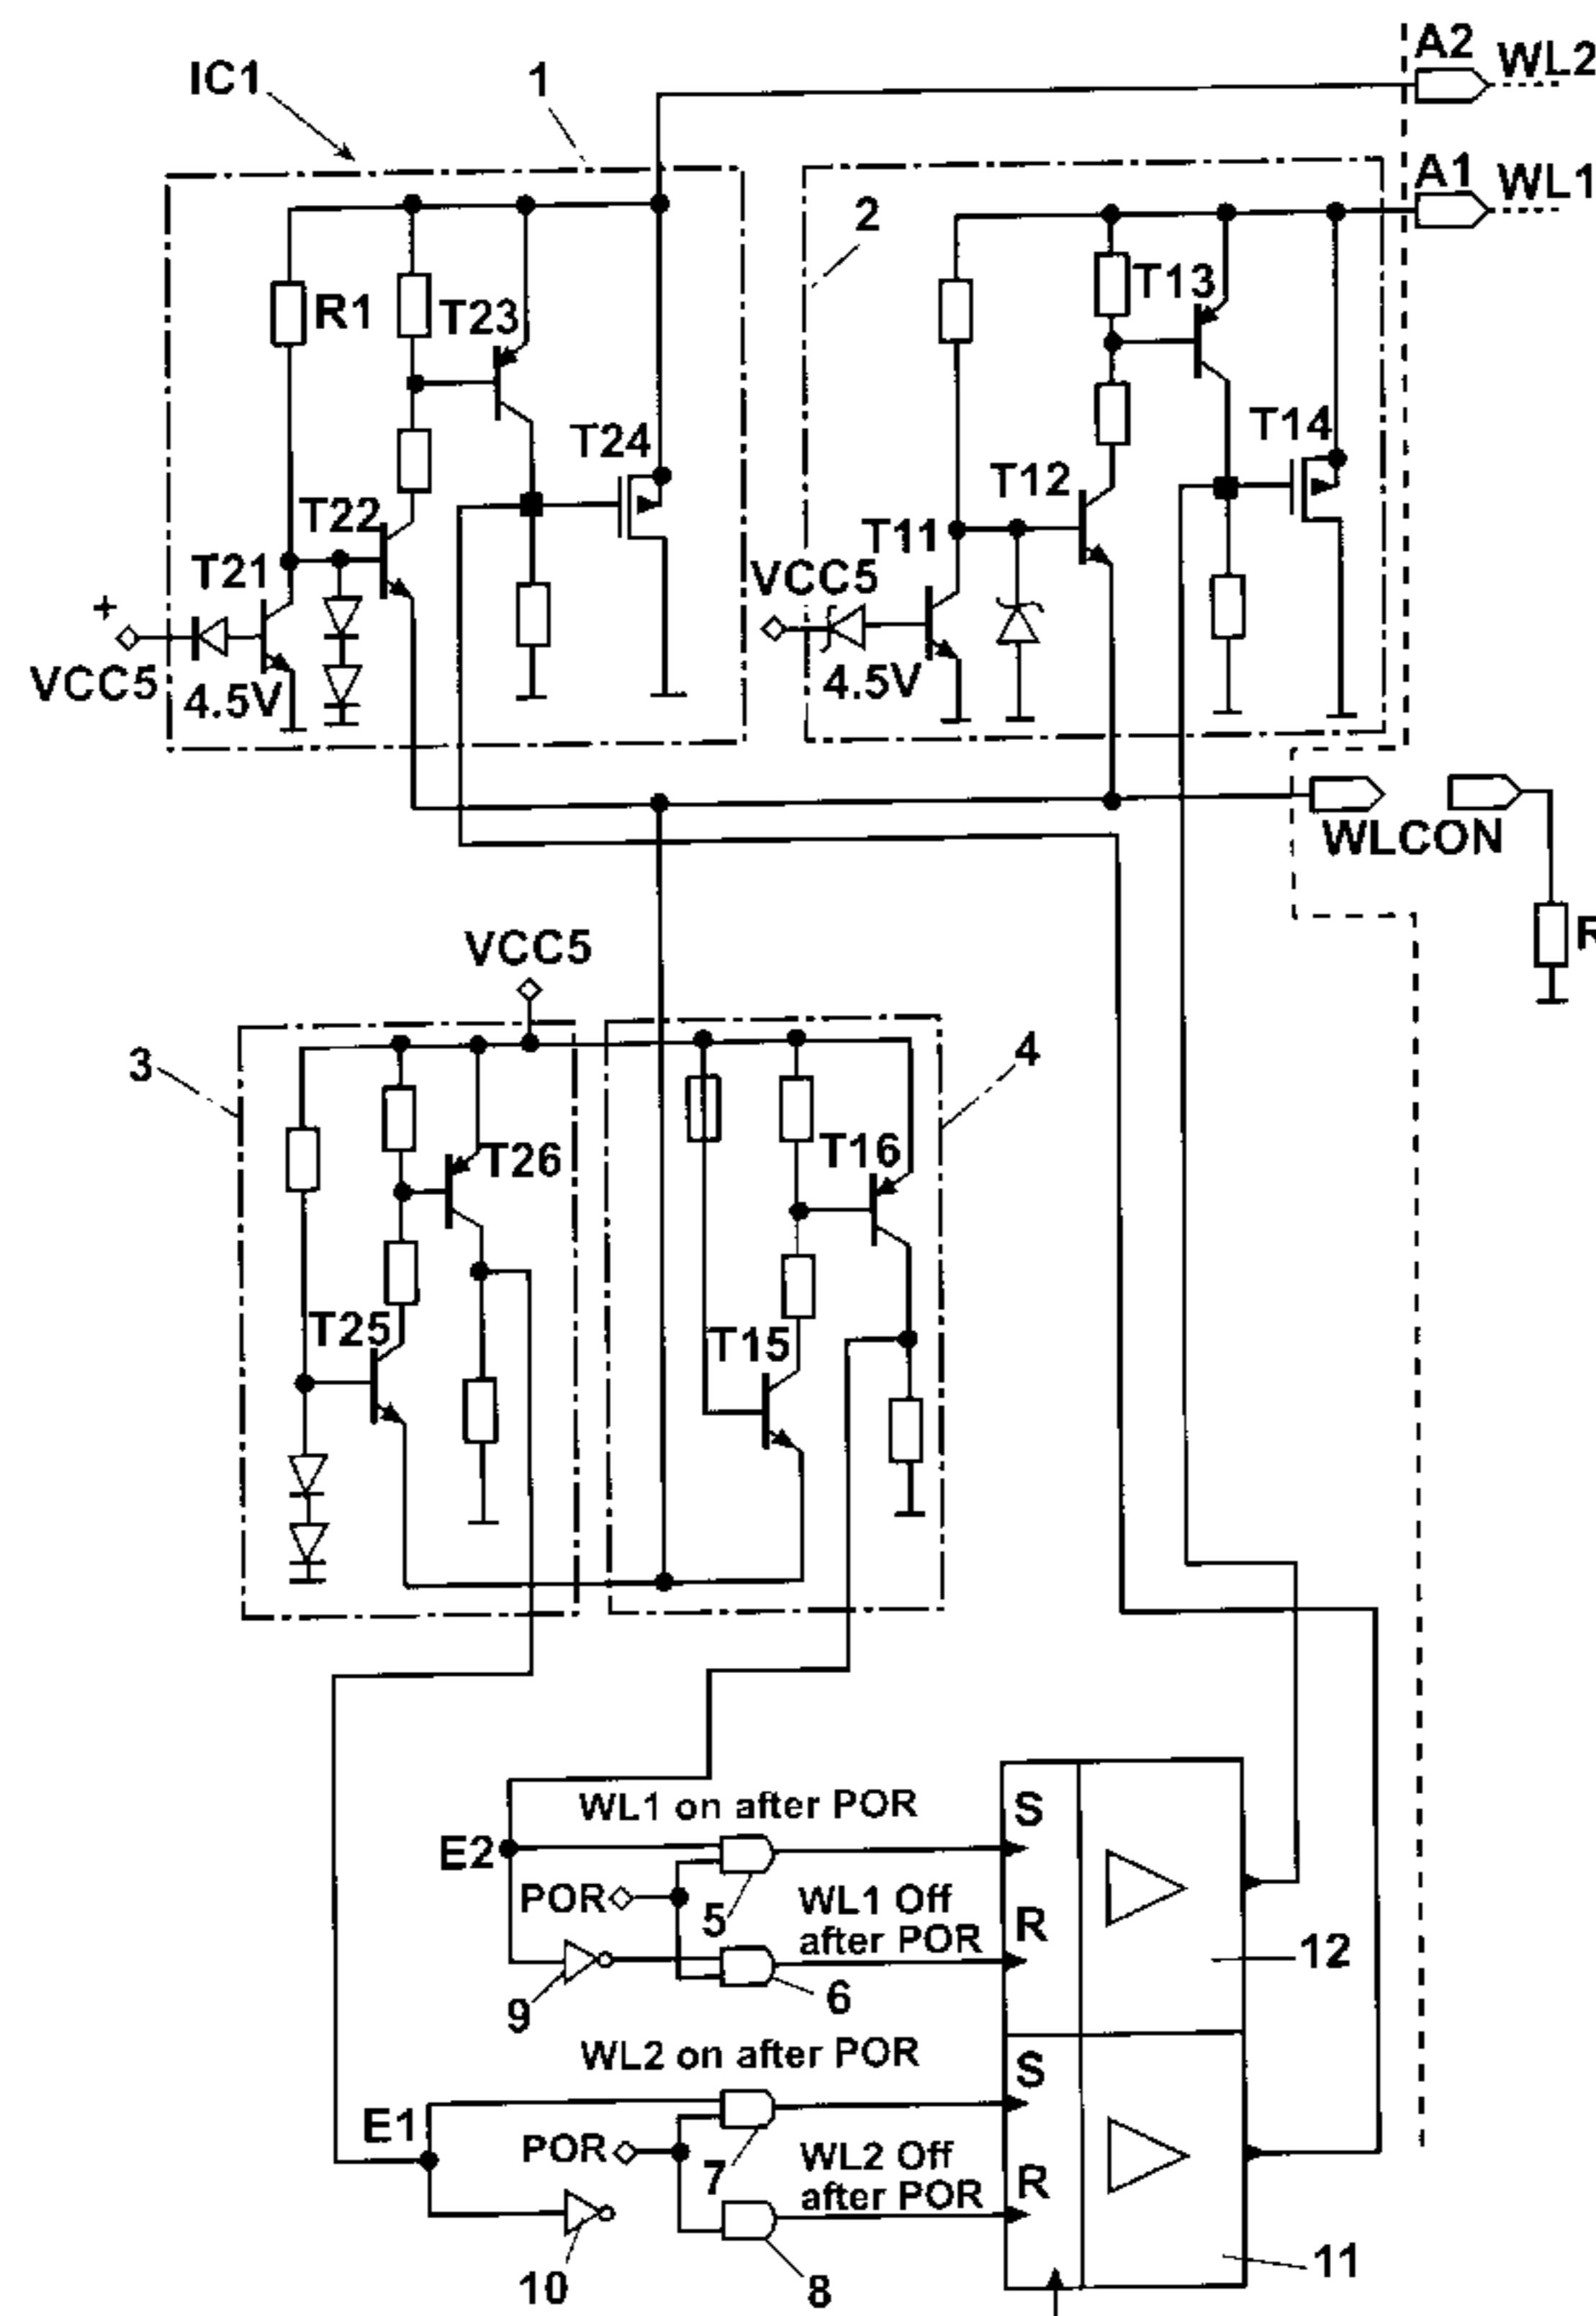 A2
WL2
IC1
1
A1
WL1
2
R1
T23
T13
T24
T14
T22
T12
T21
T11
+
VCC5
VCC5
4.5V
4.5V
WLCON
R
VCC5
3
4
T26
T16
T25
T15
WL1 on after POR
S
E2
POR
5
WL1 Off
after POR
R
12
9
6
WL2 on after POR
S
E1
POR
7
WL2 Off
after POR
R
10
8
11